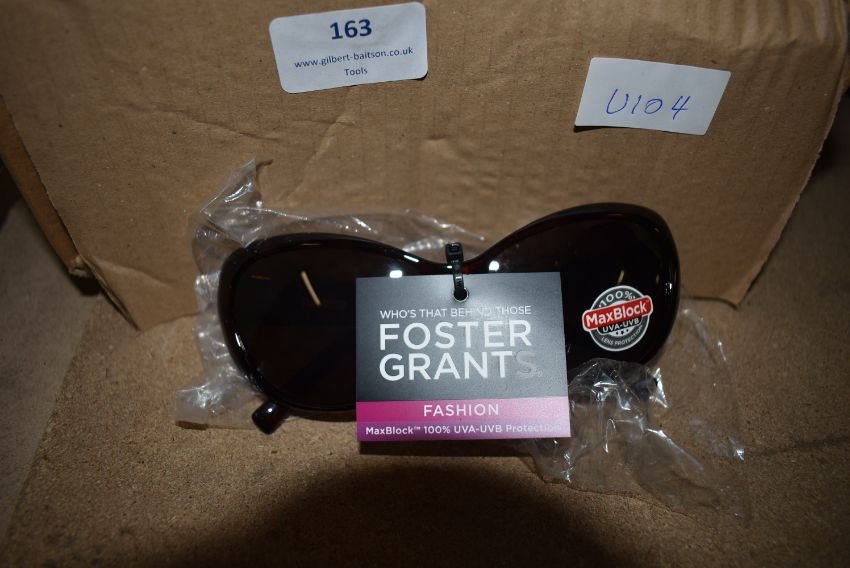 163
www.gilbert-baitson.co.uk
Tools
U104
WHO'S THAT BEHIND THOSE
FOSTER
GRANTS®
FASHION
MaxBlock™ 100% UVA-UVB Protection
100%
MaxBlock
UVA-UVB
LENS PROTECTION